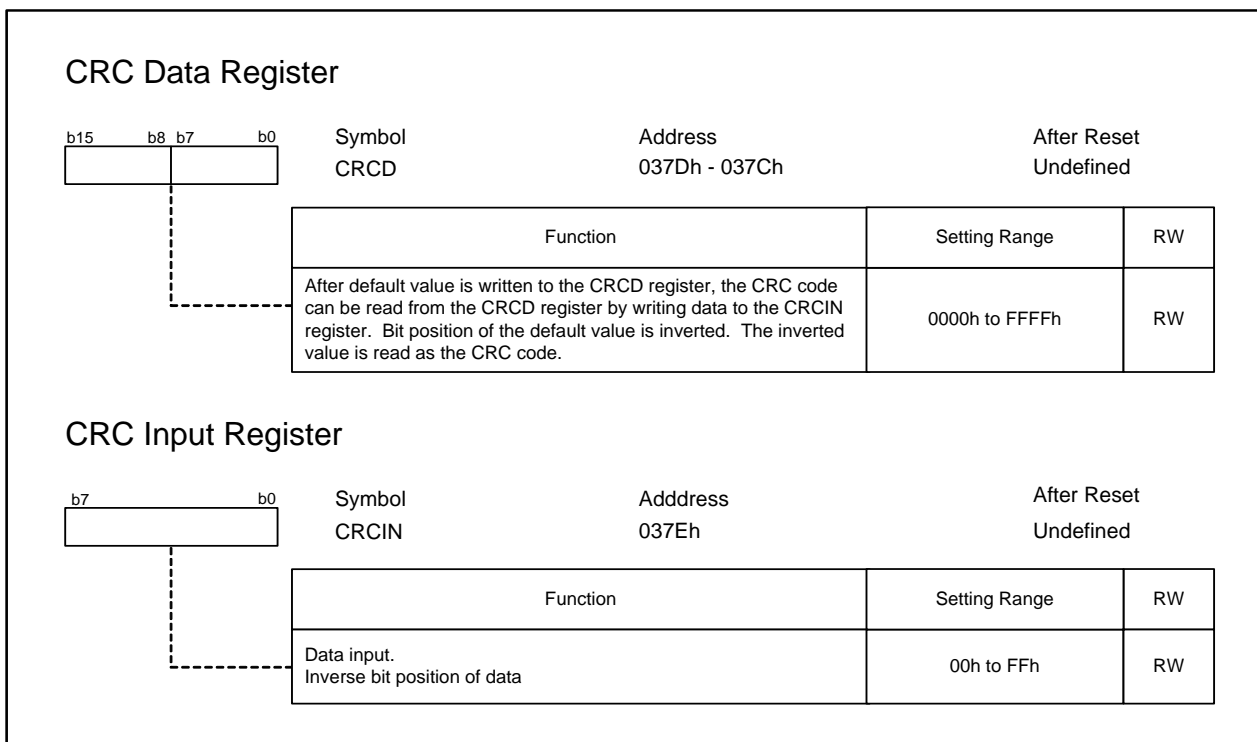 CRC Data Register
b15 b8 b7 b0 Symbol Address After Reset
CRCD 037Dh - 037Ch Undefined
Function Setting Range RW
After default value is written to the CRCD register, the CRC code
can be read from the CRCD register by writing data to the CRCIN
register. Bit position of the default value is inverted. The inverted
value is read as the CRC code.
0000h to FFFFh RW
CRC Input Register
b7 b0 Symbol Adddress After Reset
CRCIN 037Eh Undefined
Function Setting Range RW
Data input.
Inverse bit position of data
00h to FFh RW